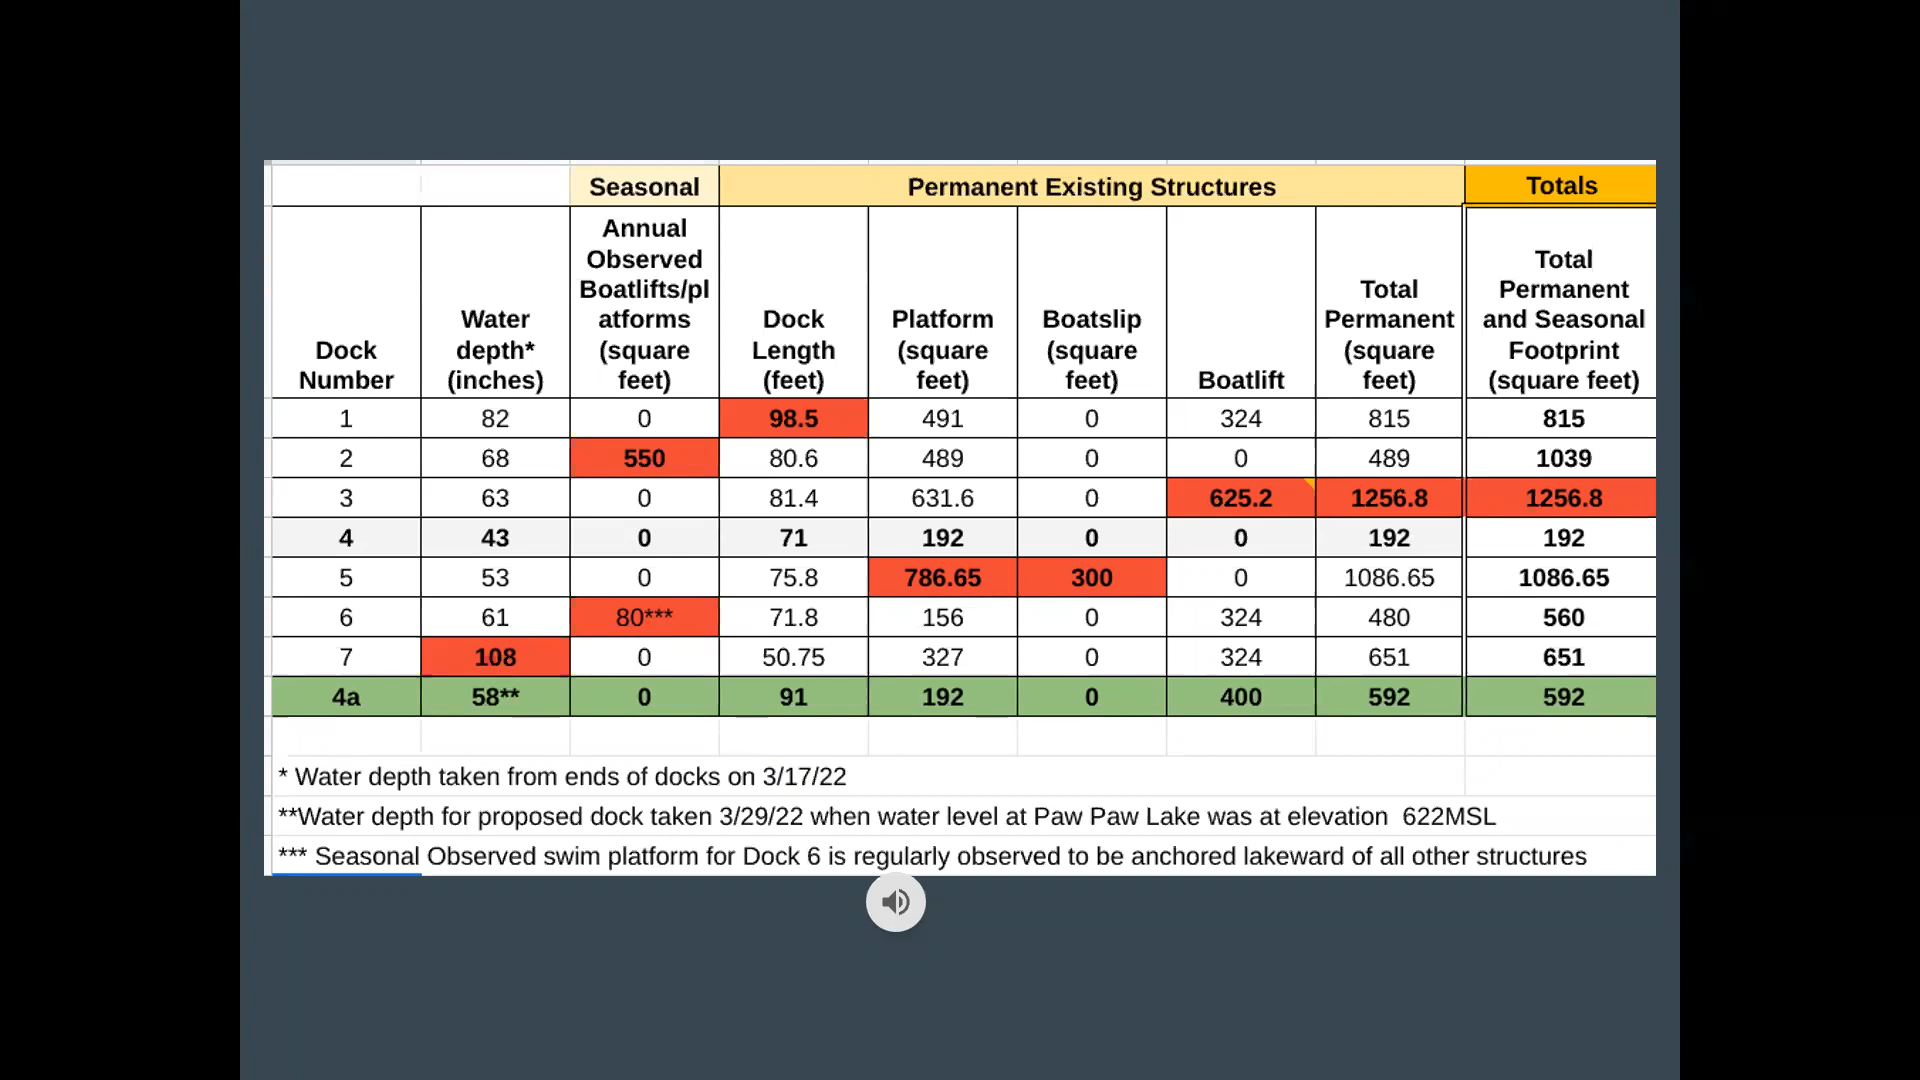 Seasonal Permanent Existing Structures Totals
Dock Number Water depth* (inches) Annual Observed Boatlifts/pl atforms (square feet) Dock Length (feet) Platform (square feet) Boatslip (square feet) Boatlift Total Permanent (square feet) Total Permanent and Seasonal Footprint (square feet)
1 82 0 98.5 491 0 324 815 815
2 68 550 80.6 489 0 0 489 1039
3 63 0 81.4 631.6 0 625.2 1256.8 1256.8
4 43 0 71 192 0 0 192 192
5 53 0 75.8 786.65 300 0 1086.65 1086.65
6 61 80*** 71.8 156 0 324 480 560
7 108 0 50.75 327 0 324 651 651
4a 58** 0 91 192 0 400 592 592
* Water depth taken from ends of docks on 3/17/22
**Water depth for proposed dock taken 3/29/22 when water level at Paw Paw Lake was at elevation 622MSL
*** Seasonal Observed swim platform for Dock 6 is regularly observed to be anchored lakeward of all other structures